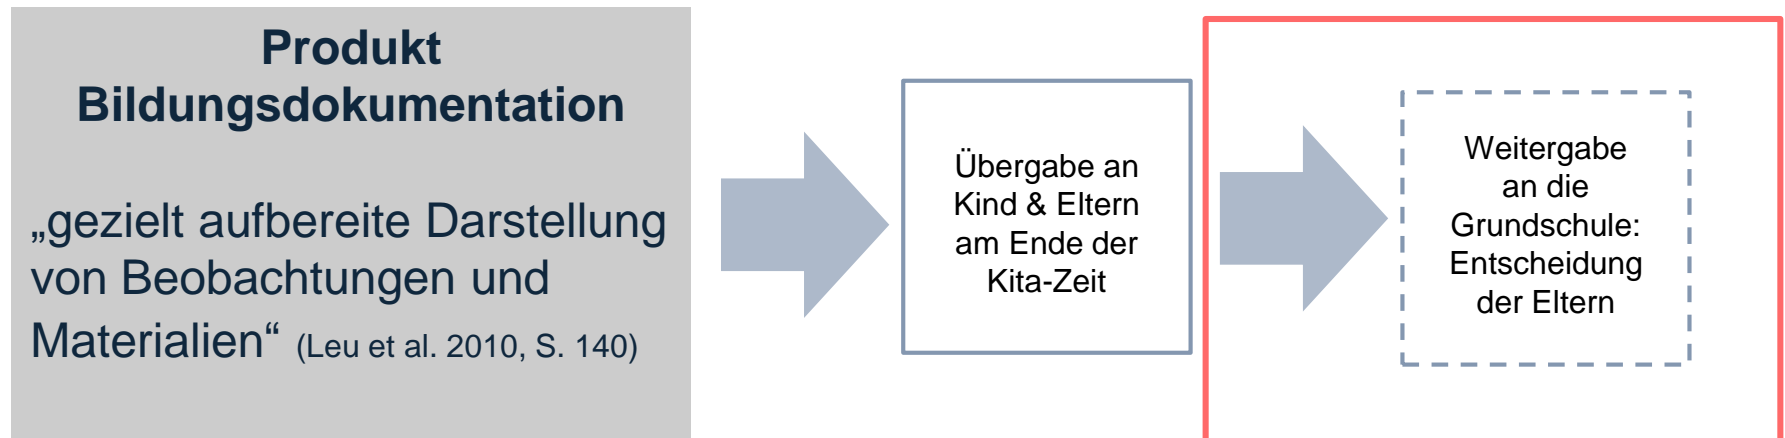 Produkt
Bildungsdokumentation
„gezielt aufbereite Darstellung
von Beobachtungen und
Materialien“ (Leu et al. 2010, S. 140)
Übergabe an
Kind & Eltern
am Ende der
Kita-Zeit
Weitergabe
an die
Grundschule:
Entscheidung
der Eltern